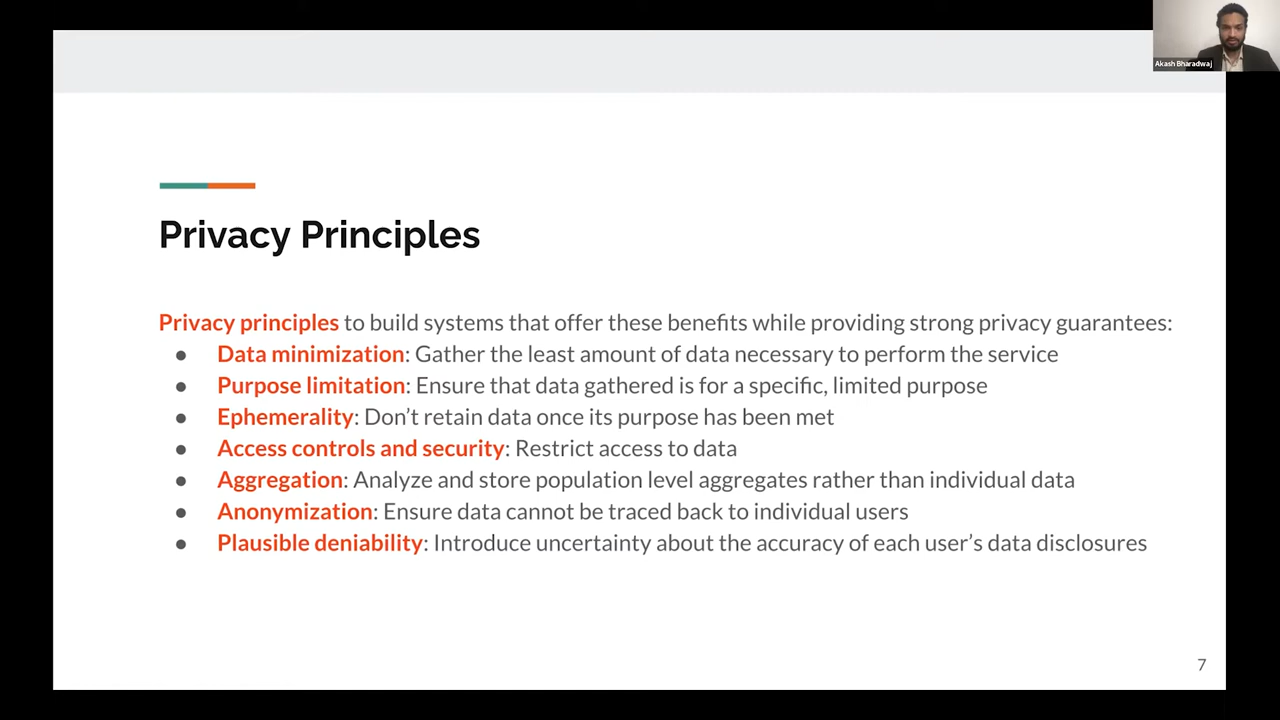 Akash Bharadwaj
Privacy Principles
Privacy principles to build systems that offer these benefits while providing strong privacy guarantees:
● Data minimization: Gather the least amount of data necessary to perform the service
● Purpose limitation: Ensure that data gathered is for a specific, limited purpose
● Ephemerality: Don’t retain data once its purpose has been met
● Access controls and security: Restrict access to data
● Aggregation: Analyze and store population level aggregates rather than individual data
● Anonymization: Ensure data cannot be traced back to individual users
● Plausible deniability: Introduce uncertainty about the accuracy of each user’s data disclosures
7